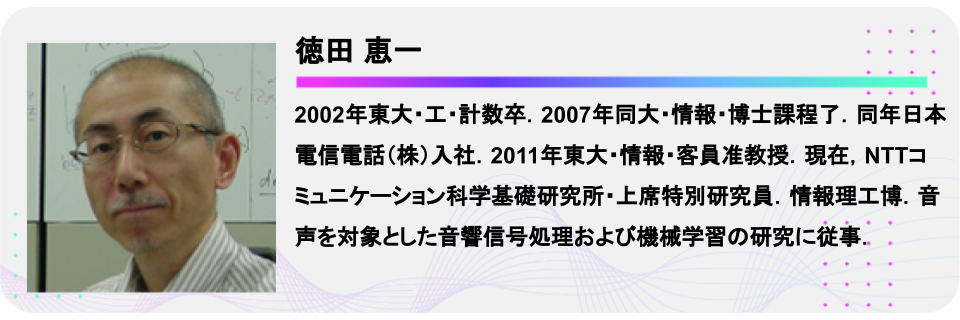 徳田 恵一
2002年東大・工・計数卒．2007年同大・情報・博士課程了．同年日本
電信電話（株）入社．2011年東大・情報・客員准教授．現在，NTTコ
ミュニケーション科学基礎研究所・上席特別研究員．情報理工博．音
声を対象とした音響信号処理および機械学習の研究に従事．